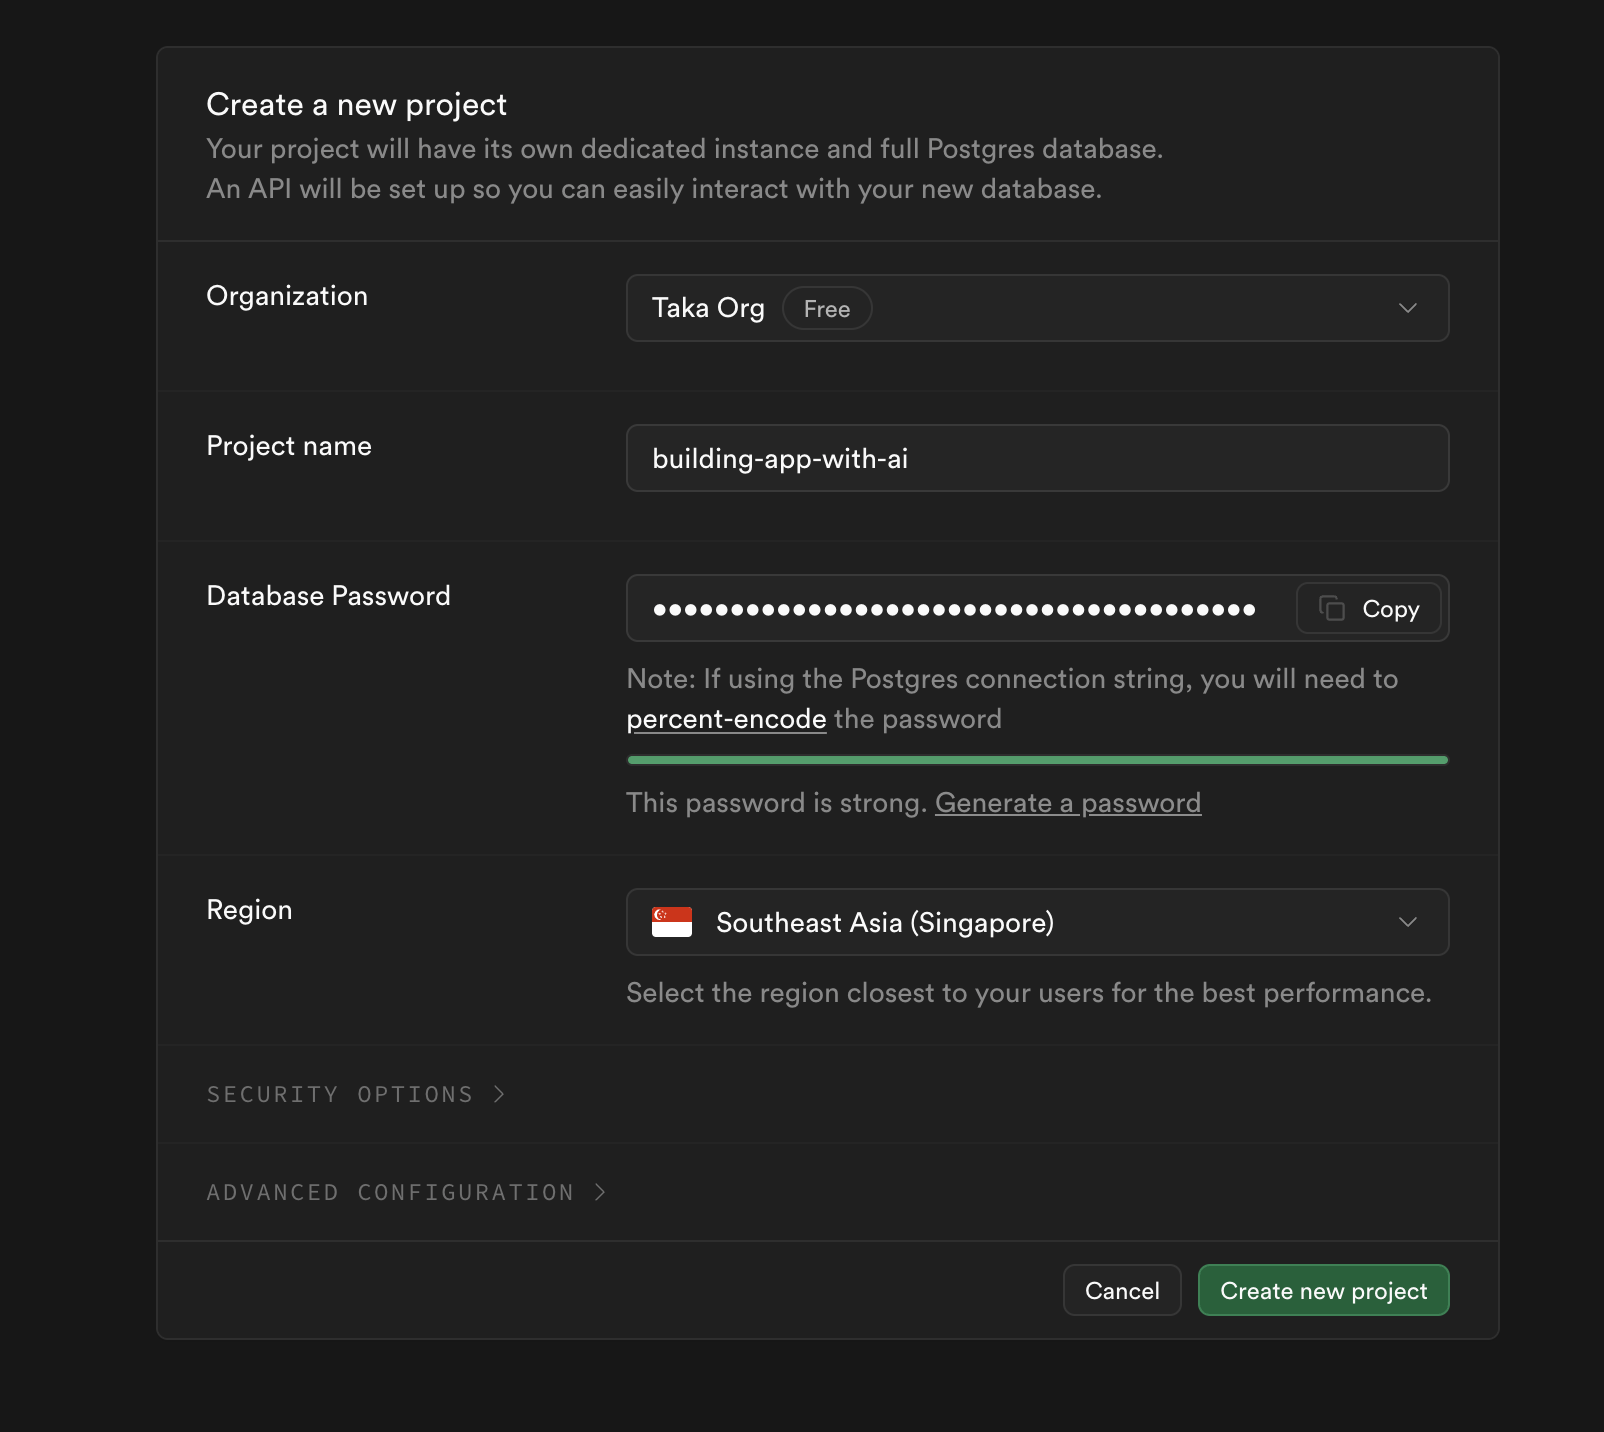 Create a new project
Your project will have its own dedicated instance and full Postgres database.
An API will be set up so you can easily interact with your new database.
Organization
Taka Org Free
Project name
building-app-with-ai
Database Password
•••••••••••••••••••••••••••••••••••••••
Copy
Note: If using the Postgres connection string, you will need to
percent-encode the password
This password is strong. Generate a password
Region
Southeast Asia (Singapore)
Select the region closest to your users for the best performance.
SECURITY OPTIONS
ADVANCED CONFIGURATION
Cancel
Create new project